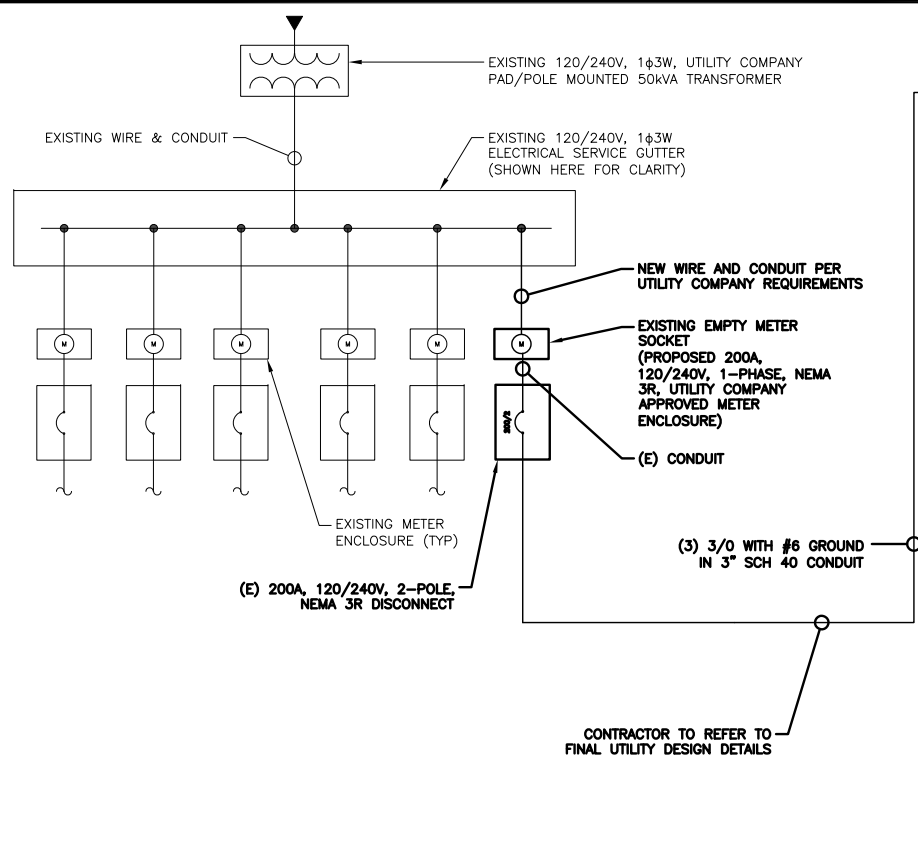 EXISTING 120/240V, 1ϕ3W, UTILITY COMPANY
PAD/POLE MOUNTED 50kVA TRANSFORMER
EXISTING WIRE & CONDUIT
EXISTING 120/240V, 1ϕ3W
ELECTRICAL SERVICE GUTTER
(SHOWN HERE FOR CLARITY)
NEW WIRE AND CONDUIT PER
UTILITY COMPANY REQUIREMENTS
M
M
M
M
M
M
EXISTING EMPTY METER
SOCKET
(PROPOSED 200A,
120/240V, 1-PHASE, NEMA
3R, UTILITY COMPANY
APPROVED METER
ENCLOSURE)
200/2
(E) CONDUIT
EXISTING METER
ENCLOSURE (TYP)
(3) 3/0 WITH #6 GROUND
IN 3" SCH 40 CONDUIT
(E) 200A, 120/240V, 2-POLE,
NEMA 3R DISCONNECT
CONTRACTOR TO REFER TO
FINAL UTILITY DESIGN DETAILS